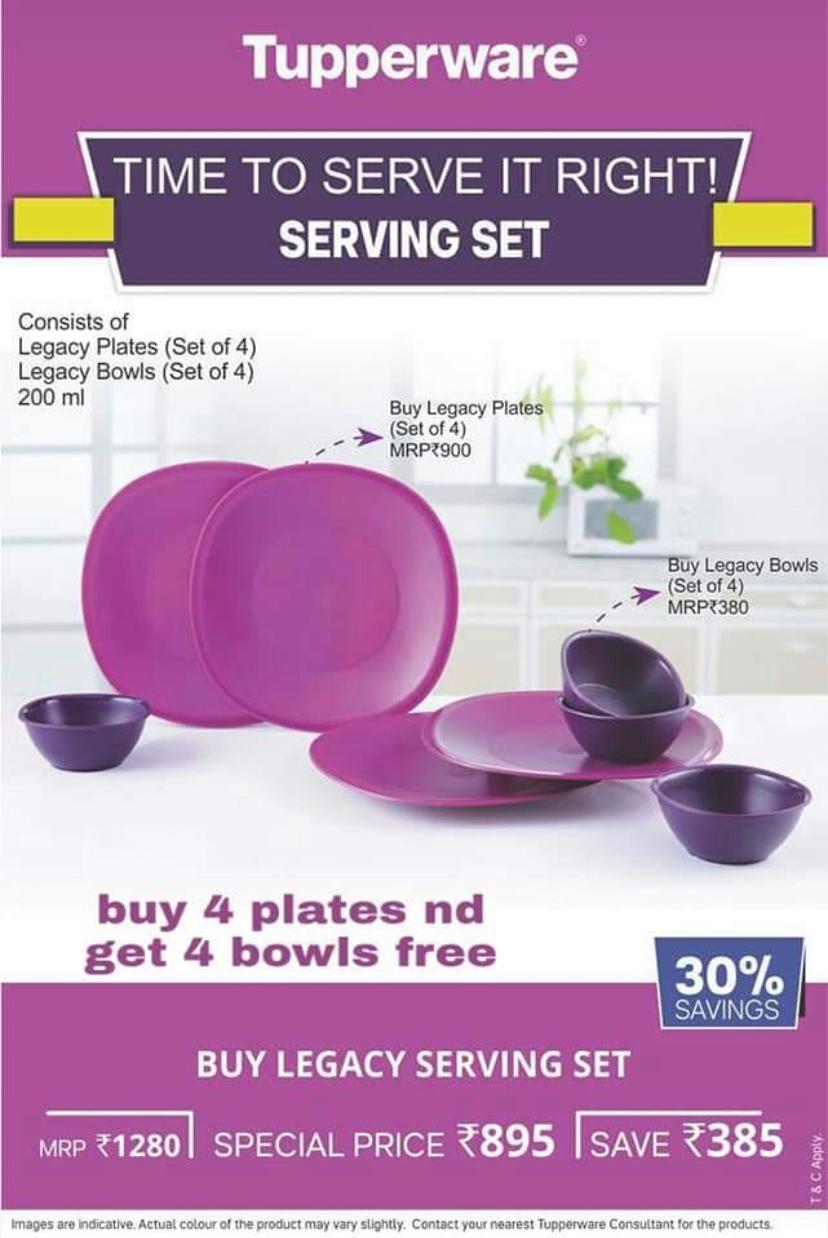 Tupperware®
TIME TO SERVE IT RIGHT!
SERVING SET
Consists of
Legacy Plates (Set of 4)
Legacy Bowls (Set of 4)
200 ml
Buy Legacy Plates
(Set of 4)
MRP₹900
Buy Legacy Bowls
(Set of 4)
MRP₹380
buy 4 plates nd
get 4 bowls free
30%
SAVINGS
BUY LEGACY SERVING SET
MRP ₹1280 SPECIAL PRICE ₹895 SAVE ₹385
T & C Apply.
Images are indicative. Actual colour of the product may vary slightly. Contact your nearest Tupperware Consultant for the products.